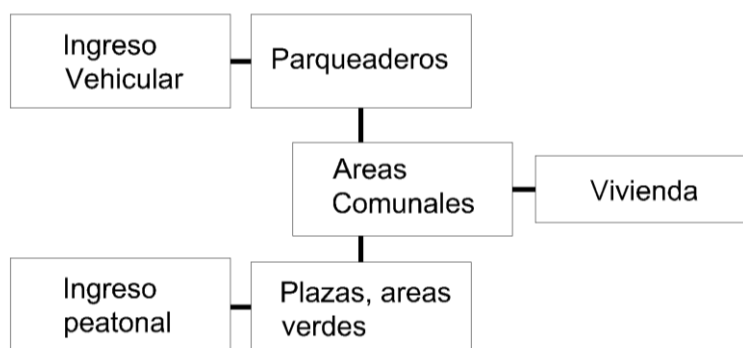 Ingreso
Vehicular
Parqueaderos
Areas
Comunales
Vivienda
Ingreso
peatonal
Plazas, areas
verdes